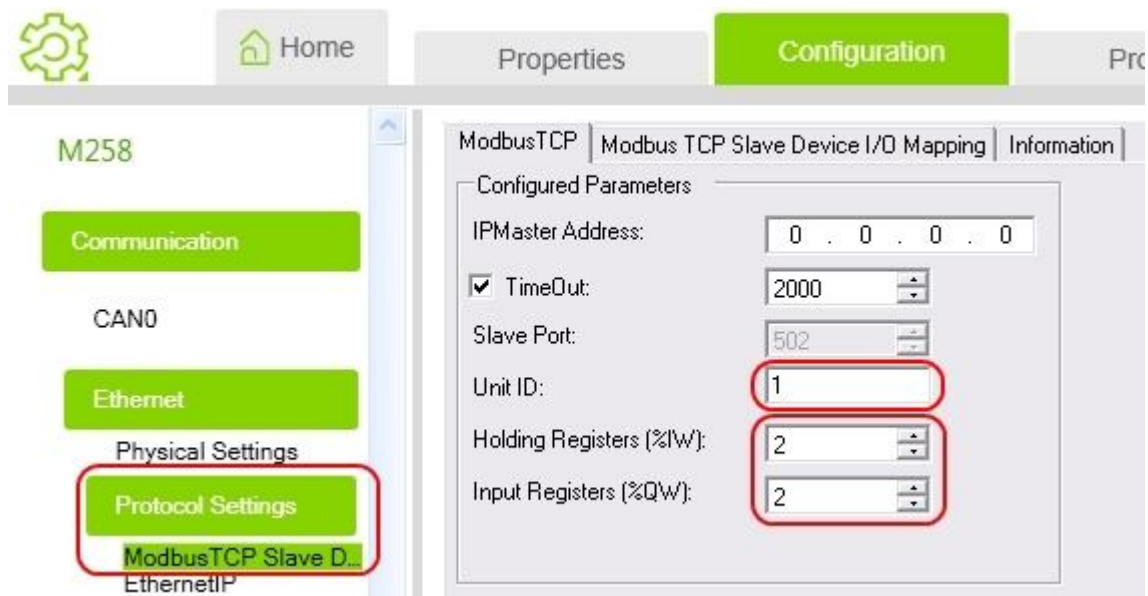 Home
Properties
Configuration
Pro
M258
Communication
CAN0
Ethernet
Physical Settings
Protocol Settings
ModbusTCP Slave D...
EthernetIP
ModbusTCP
Modbus TCP Slave Device I/O Mapping
Information
Configured Parameters
IPMaster Address: 0 . 0 . 0 . 0
TimeOut: 2000
Slave Port: 502
Unit ID: 1
Holding Registers (%IW): 2
Input Registers (%QW): 2